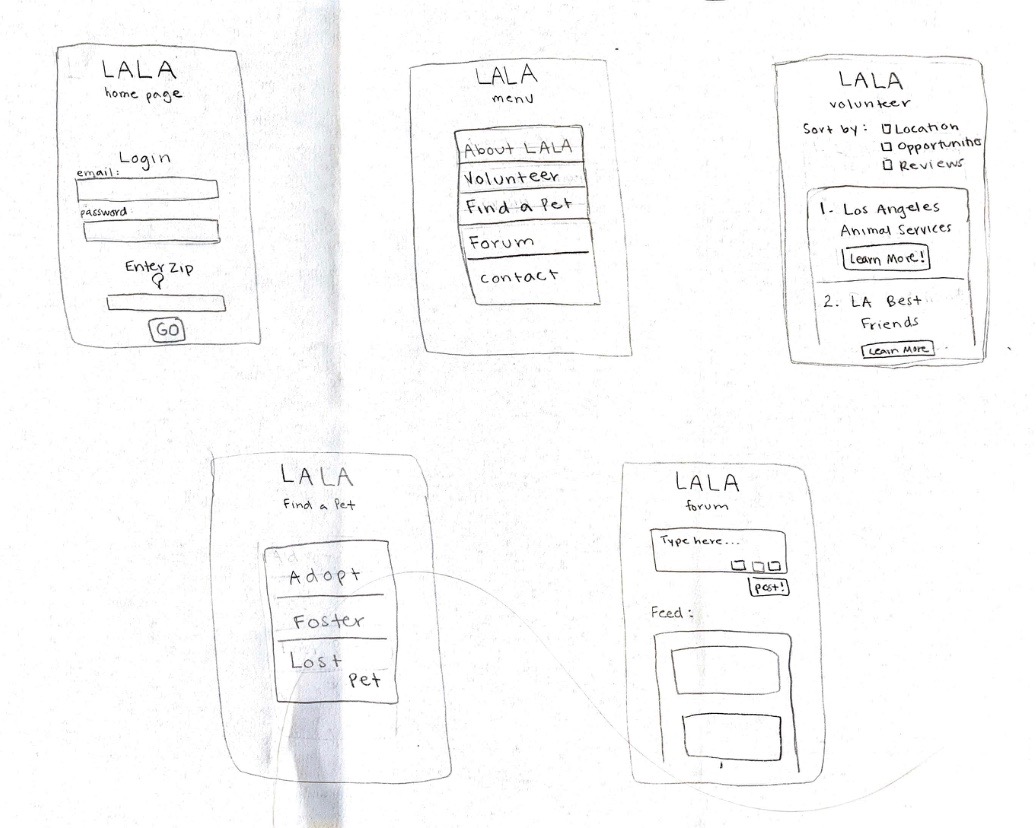 LALA
home page
Login
email:
password
Enter Zip
GO
LALA
menu
About LALA
Volunteer
Find a Pet
Forum
contact
LALA
volunteer
Sort by: Location
Opportunities
Reviews
1. Los Angeles
Animal Services
Learn More!
2. LA Best
Friends
Learn More
LALA
Find a Pet
Adopt
Foster
Lost
Pet
LALA
forum
Type here...
post!
Feed: